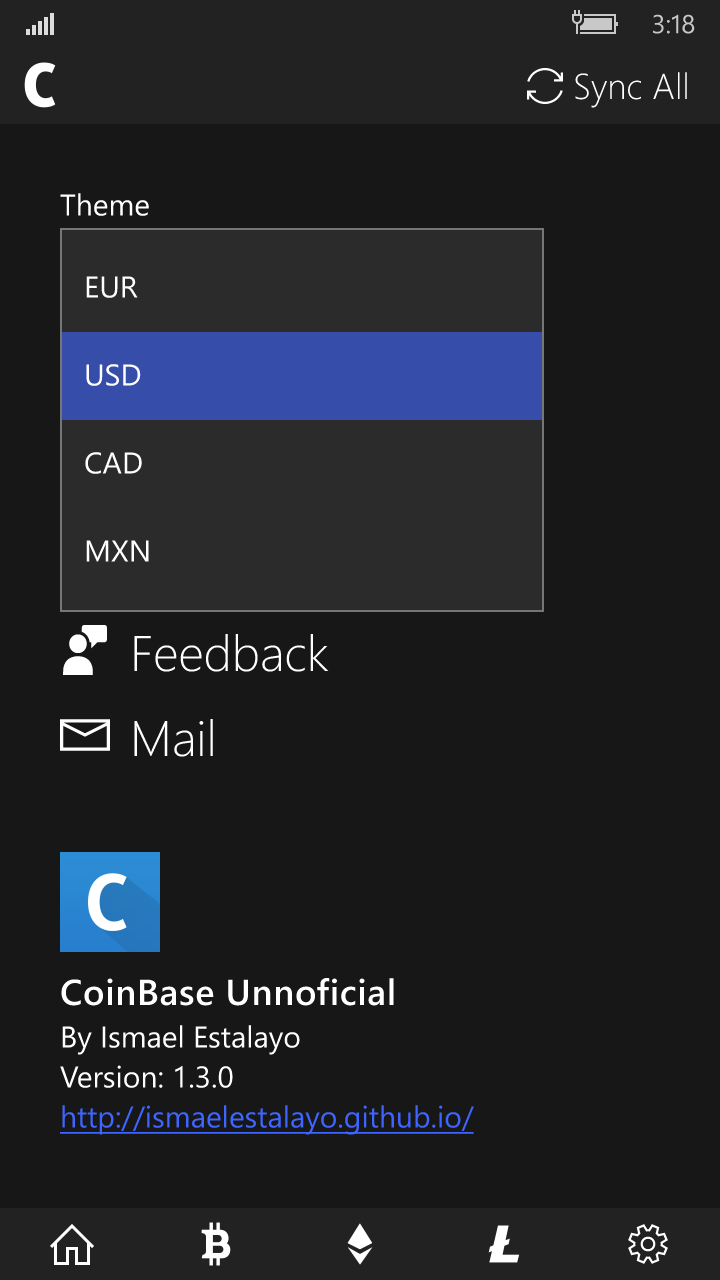 3:18
C
Sync All
Theme
EUR
USD
CAD
MXN
Feedback
Mail
C
CoinBase Unnoficial
By Ismael Estalayo
Version: 1.3.0
http://ismaelestalayo.github.io/